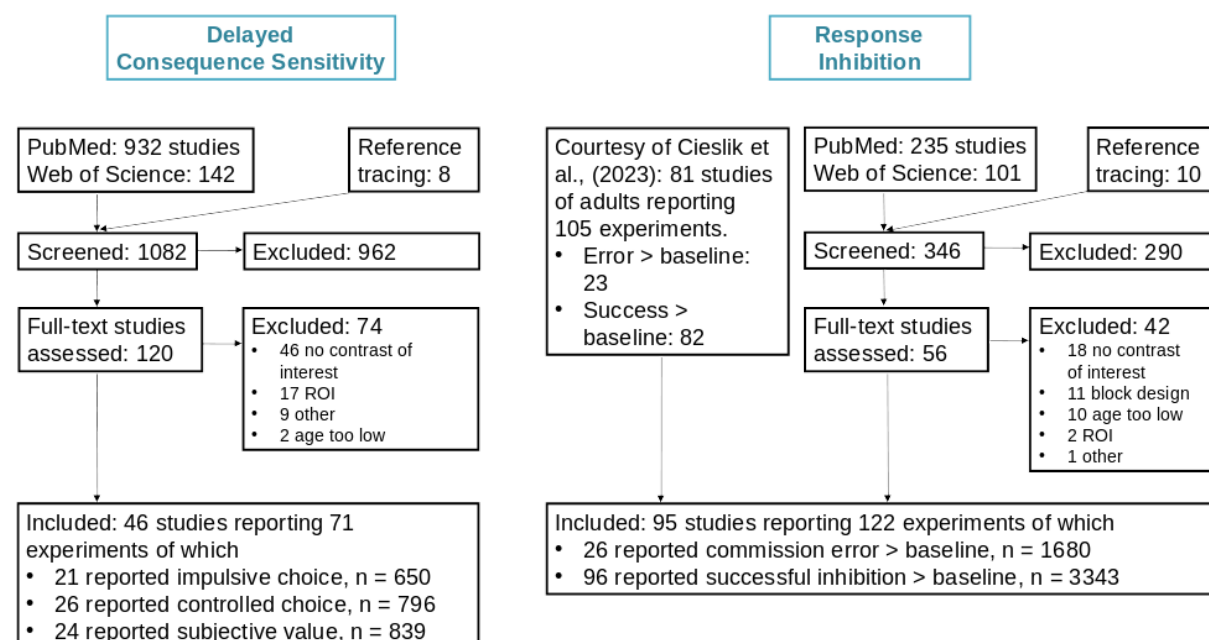 Delayed
Consequence Sensitivity
PubMed: 932 studies
Web of Science: 142
Reference
tracing: 8
Screened: 1082
Excluded: 962
Full-text studies
assessed: 120
Excluded: 74
• 46 no contrast of
interest
• 17 ROI
• 9 other
• 2 age too low
Included: 46 studies reporting 71
experiments of which
• 21 reported impulsive choice, n = 650
• 26 reported controlled choice, n = 796
• 24 reported subjective value, n = 839
Response
Inhibition
Courtesy of Cieslik et
al., (2023): 81 studies
of adults reporting
105 experiments.
• Error > baseline:
23
• Success >
baseline: 82
PubMed: 235 studies
Web of Science: 101
Reference
tracing: 10
Screened: 346
Excluded: 290
Full-text studies
assessed: 56
Excluded: 42
• 18 no contrast
of interest
• 11 block design
• 10 age too low
• 2 ROI
• 1 other
Included: 95 studies reporting 122 experiments of which
• 26 reported commission error > baseline, n = 1680
• 96 reported successful inhibition > baseline, n = 3343